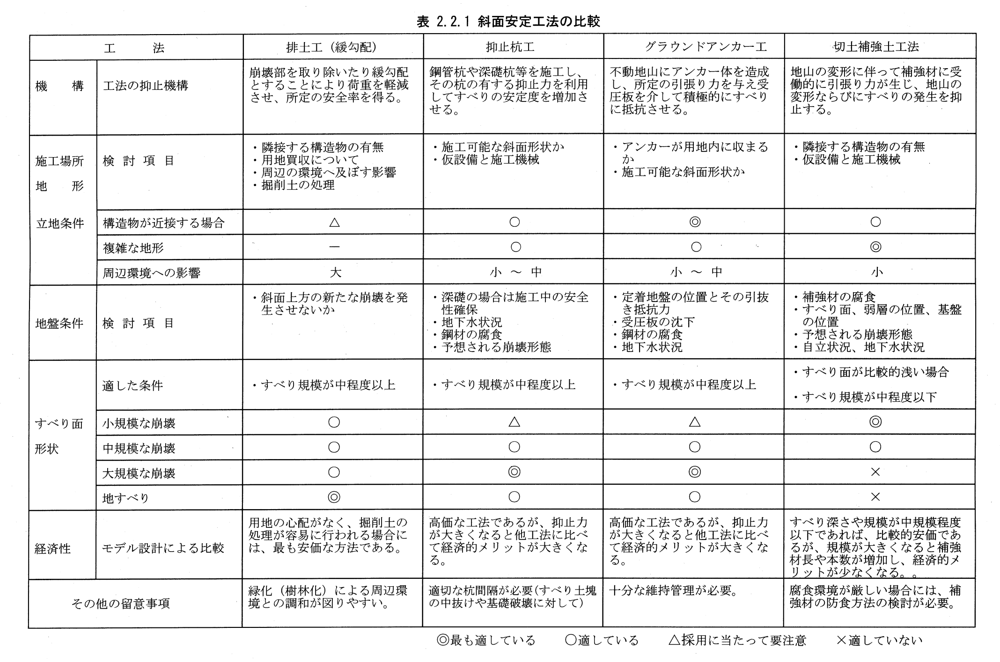 表 2.2.1 斜面安定工法の比較
工　　　法
排土工（緩勾配）
抑止杭工
グラウンドアンカー工
切土補強土工法
機　　構
工法の抑止機構
崩壊部を取り除いたり緩勾配
とすることにより荷重を軽減
させ、所定の安全率を得る。
鋼管杭や深礎杭等を施工し、
その杭の有する抑止力を利用
してすべりの安定度を増加さ
せる。
不動地山にアンカー体を造成
し、所定の引張り力を与え受
圧板を介して積極的にすべり
に抵抗させる。
地山の変形に伴って補強材に受
働的に引張り力が生じ、地山の
変形ならびにすべりの発生を抑
止する。
施工場所
地　　形
立地条件
検 討 項 目
・隣接する構造物の有無
・用地買収について
・周辺の環境へ及ぼす影響
・掘削土の処理
・施工可能な斜面形状か
・仮設備と施工機械
・アンカーが用地内に収まる
か
・施工可能な斜面形状か
・隣接する構造物の有無
・仮設備と施工機械
構造物が近接する場合
△
○
◎
○
複雑な地形
－
○
○
◎
周辺環境への影響
大
小 ～ 中
小 ～ 中
小
地盤条件
検 討 項 目
・斜面上方の新たな崩壊を発
生させないか
・深礎の場合は施工中の安全
性確保
・地下水状況
・鋼材の腐食
・予想される崩壊形態
・定着地盤の位置とその引抜
き抵抗力
・受圧板の沈下
・鋼材の腐食
・地下水状況
・補強材の腐食
・すべり面、弱層の位置、基盤
の位置
・予想される崩壊形態
・自立状況、地下水状況
すべり面
形状
適した条件
・すべり規模が中程度以上
・すべり規模が中程度以上
・すべり規模が中程度以上
・すべり面が比較的浅い場合
・すべり規模が中程度以下
小規模な崩壊
○
△
△
◎
中規模な崩壊
○
○
○
○
大規模な崩壊
○
◎
◎
×
地すべり
◎
○
○
×
経済性
モデル設計による比較
用地の心配がなく、掘削土の
処理が容易に行われる場合に
は、最も安価な方法である。
高価な工法であるが、抑止力
が大きくなると他工法に比べ
て経済的メリットが大きくな
る。
高価な工法であるが、抑止力
が大きくなると他工法に比べ
て経済的メリットが大きくな
る。
すべり深さや規模が中規模程度
以下であれば、比較的安価であ
るが、規模が大きくなると補強
材長や本数が増加し、経済的メ
リットが少なくなる。。
その他の留意事項
緑化（樹林化）による周辺環
境との調和が図りやすい。
適切な杭間隔が必要(すべり土塊
の中抜けや基礎破壊に対して)
十分な維持管理が必要。
腐食環境が厳しい場合には、補
強材の防食方法の検討が必要。
◎最も適している　　○適している　　△採用に当たって要注意　　×適していない